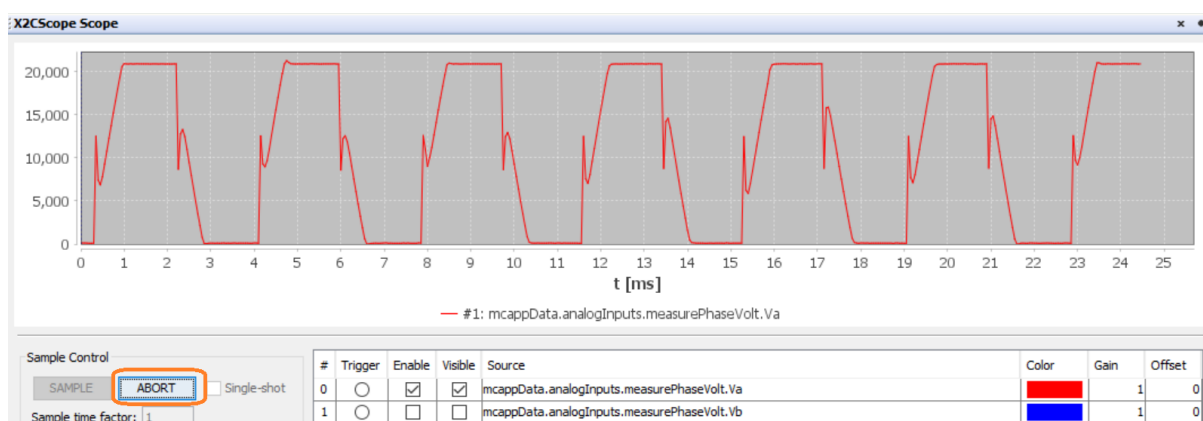 X2CScope Scope
20,000
15,000
10,000
5,000
0
0 1 2 3 4 5 6 7 8 9 10 11 12 13 14 15 16 17 18 19 20 21 22 23 24 25
t [ms]
#1: mcappData.analogInputs.measurePhaseVolt.Va
Sample Control
SAMPLE ABORT Single-shot
Sample time factor: 1
# Trigger Enable Visible Source Color Gain Offset
0 mcappData.analogInputs.measurePhaseVolt.Va 1 0
1 mcappData.analogInputs.measurePhaseVolt.Vb 1 0